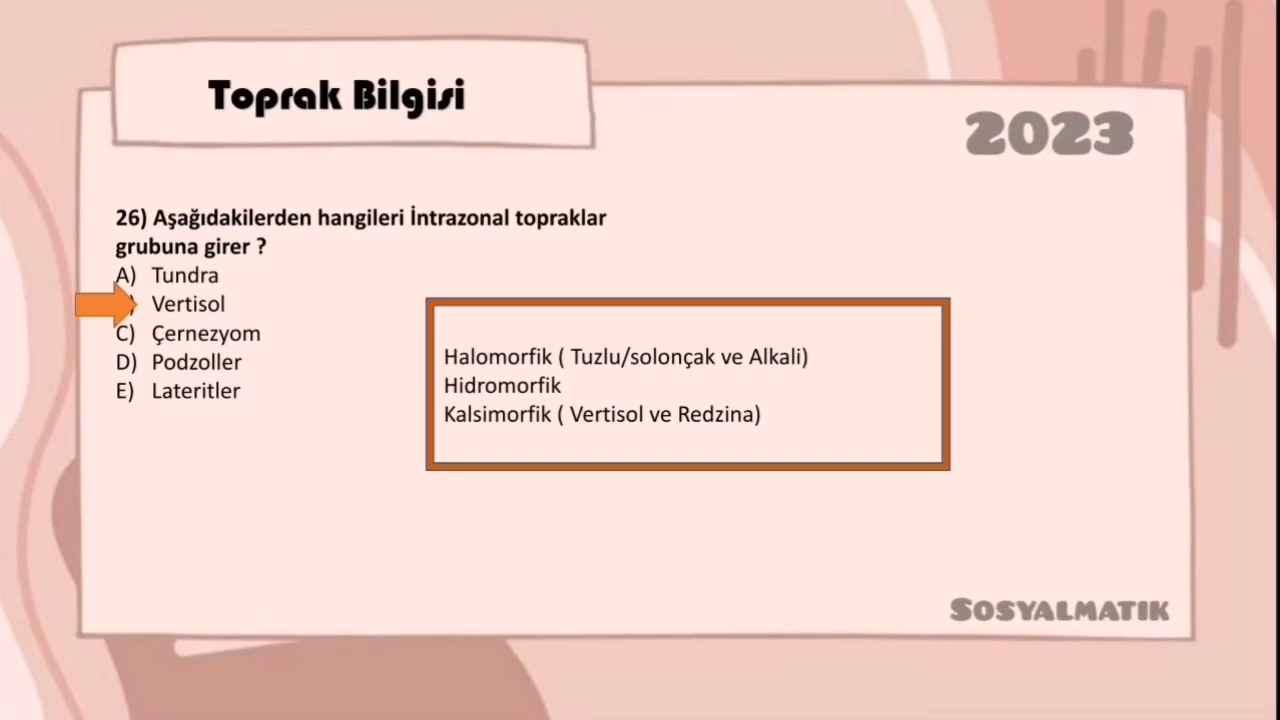 Toprak Bilgisi
2023
26) Aşağıdakilerden hangileri İntrazonal topraklar
grubuna girer ?
A) Tundra
) Vertisol
C) Çernezyom
D) Podzoller
E) Lateritler
Halomorfik ( Tuzlu/solonçak ve Alkali)
Hidromorfik
Kalsimorfik ( Vertisol ve Redzina)
SOSYALMATIK